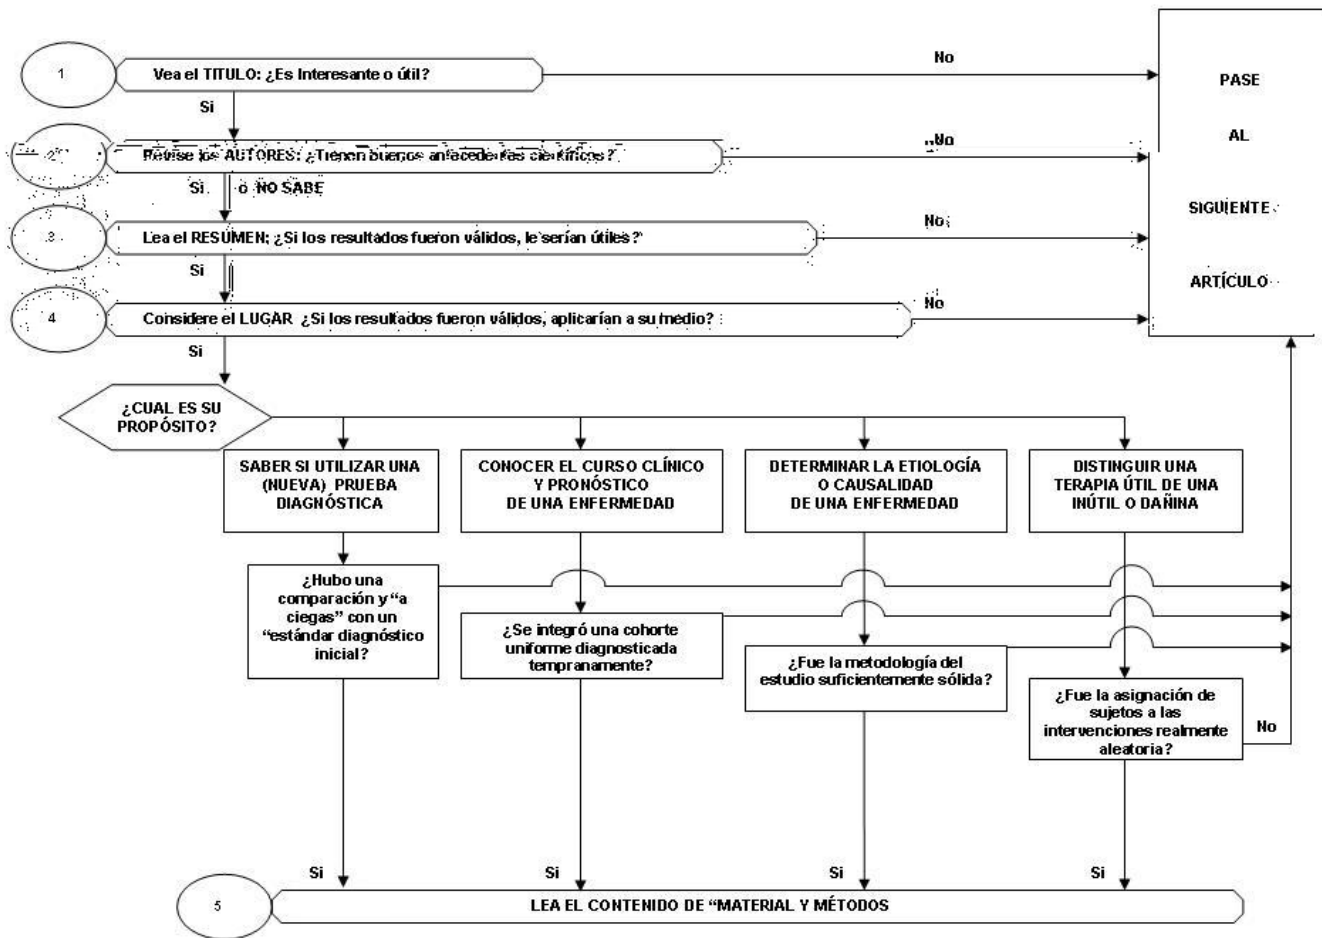 1
Vea el TITULO: ¿Es Interesante o útil?
No
Si
2
Revise los AUTORES: ¿Tienen buenos antecedentes científicos?
No
Si o NO SABE
3
Lea el RESUMEN: ¿Si los resultados fueron válidos, le serían útiles?
No
Si
4
Considere el LUGAR ¿Si los resultados fueron válidos, aplicarían a su medio?
No
Si
PASE
AL
SIGUIENTE
ARTÍCULO
¿CUAL ES SU
PROPÓSITO?
SABER SI UTILIZAR UNA
(NUEVA) PRUEBA
DIAGNÓSTICA
CONOCER EL CURSO CLÍNICO
Y PRONÓSTICO
DE UNA ENFERMEDAD
DETERMINAR LA ETIOLOGÍA
O CAUSALIDAD
DE UNA ENFERMEDAD
DISTINGUIR UNA
TERAPIA ÚTIL DE UNA
INÚTIL O DAÑINA
¿Hubo una
comparación y “a
ciegas” con un
“estándar diagnóstico
inicial?
¿Se integró una cohorte
uniforme diagnosticada
tempranamente?
¿Fue la metodología del
estudio suficientemente sólida?
¿Fue la asignación de
sujetos a las
intervenciones realmente
aleatoria?
No
Si
Si
Si
Si
5
LEA EL CONTENIDO DE “MATERIAL Y MÉTODOS